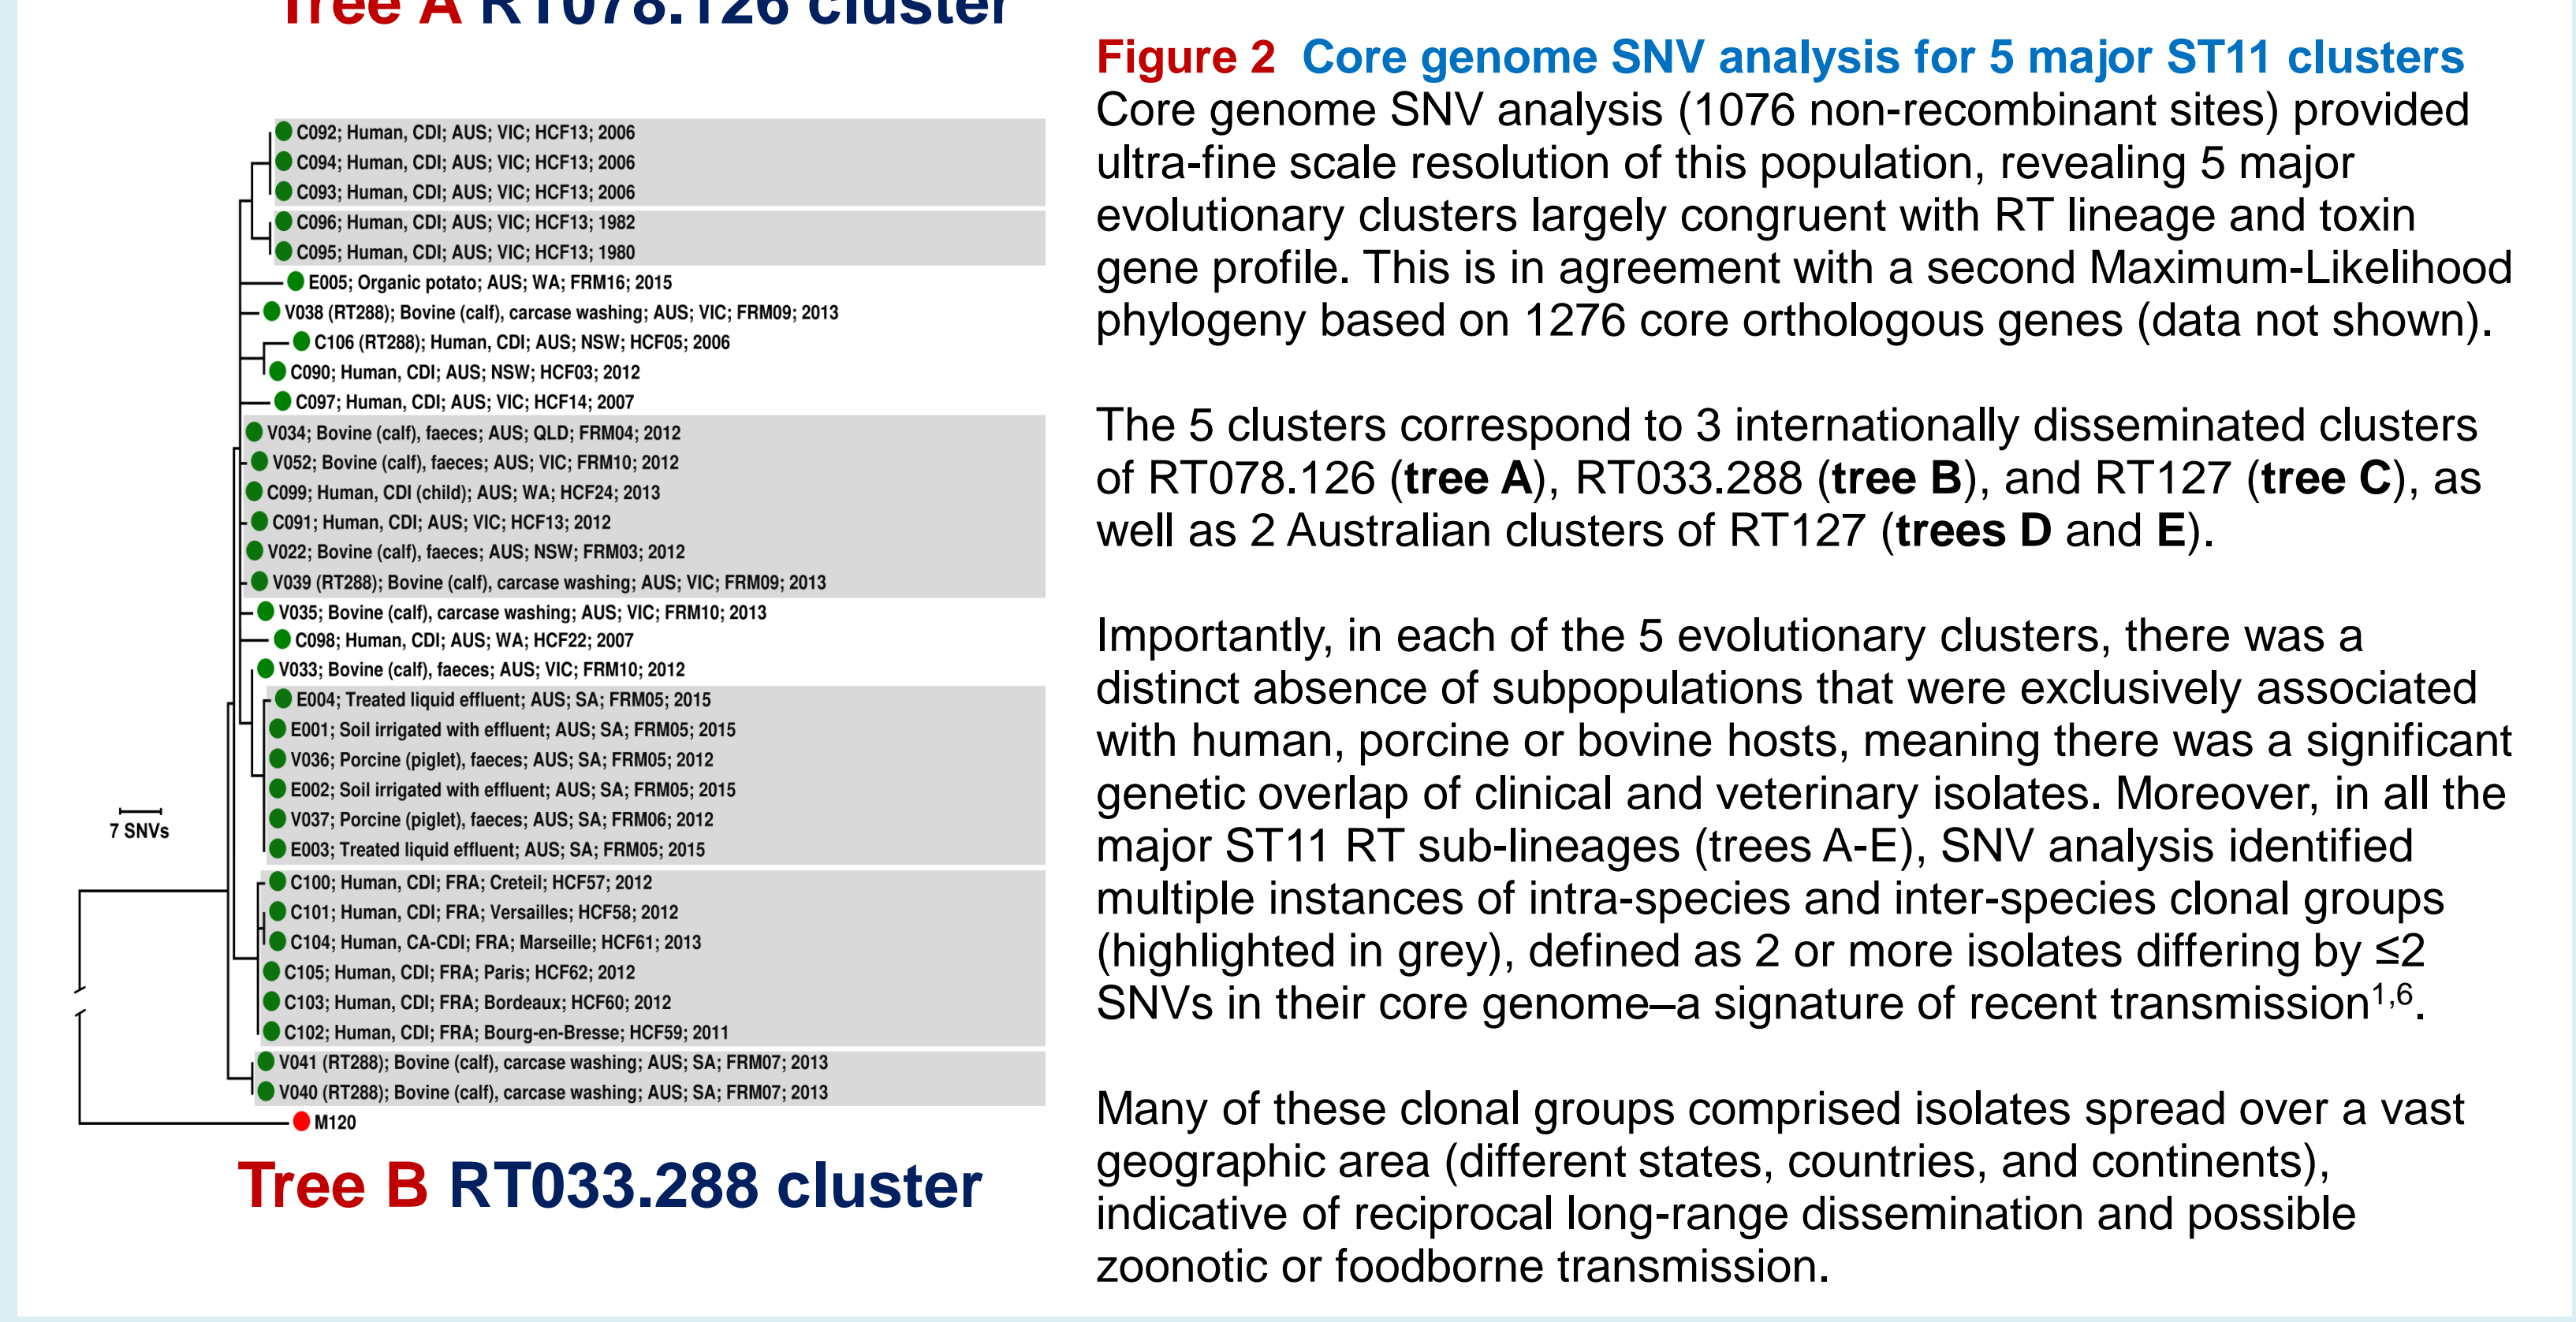 Tree A RT078.126 cluster
C092; Human, CDI; AUS; VIC; HCF13; 2006
C094; Human, CDI; AUS; VIC; HCF13; 2006
C093; Human, CDI; AUS; VIC; HCF13; 2006
C096; Human, CDI; AUS; VIC; HCF13; 1982
C095; Human, CDI; AUS; VIC; HCF13; 1980
E005; Organic potato; AUS; WA; FRM16; 2015
V038 (RT288); Bovine (calf), carcase washing; AUS; VIC; FRM09; 2013
C106 (RT288); Human, CDI; AUS; NSW; HCF05; 2006
C090; Human, CDI; AUS; NSW; HCF03; 2012
C097; Human, CDI; AUS; VIC; HCF14; 2007
V034; Bovine (calf), faeces; AUS; QLD; FRM04; 2012
V052; Bovine (calf), faeces; AUS; VIC; FRM10; 2012
C099; Human, CDI (child); AUS; WA; HCF24; 2013
C091; Human, CDI; AUS; VIC; HCF13; 2012
V022; Bovine (calf), faeces; AUS; NSW; FRM03; 2012
V039 (RT288); Bovine (calf), carcase washing; AUS; VIC; FRM09; 2013
V035; Bovine (calf), carcase washing; AUS; VIC; FRM10; 2013
C098; Human, CDI; AUS; WA; HCF22; 2007
V033; Bovine (calf), faeces; AUS; VIC; FRM10; 2012
E004; Treated liquid effluent; AUS; SA; FRM05; 2015
E001; Soil irrigated with effluent; AUS; SA; FRM05; 2015
V036; Porcine (piglet), faeces; AUS; SA; FRM05; 2012
E002; Soil irrigated with effluent; AUS; SA; FRM05; 2015
V037; Porcine (piglet), faeces; AUS; SA; FRM06; 2012
E003; Treated liquid effluent; AUS; SA; FRM05; 2015
7 SNVs
C100; Human, CDI; FRA; Creteil; HCF57; 2012
C101; Human, CDI; FRA; Versailles; HCF58; 2012
C104; Human, CA-CDI; FRA; Marseille; HCF61; 2013
C105; Human, CDI; FRA; Paris; HCF62; 2012
C103; Human, CDI; FRA; Bordeaux; HCF60; 2012
C102; Human, CDI; FRA; Bourg-en-Bresse; HCF59; 2011
V041 (RT288); Bovine (calf), carcase washing; AUS; SA; FRM07; 2013
V040 (RT288); Bovine (calf), carcase washing; AUS; SA; FRM07; 2013
M120
Tree B RT033.288 cluster
Figure 2 Core genome SNV analysis for 5 major ST11 clusters
Core genome SNV analysis (1076 non-recombinant sites) provided
ultra-fine scale resolution of this population, revealing 5 major
evolutionary clusters largely congruent with RT lineage and toxin
gene profile. This is in agreement with a second Maximum-Likelihood
phylogeny based on 1276 core orthologous genes (data not shown).
The 5 clusters correspond to 3 internationally disseminated clusters
of RT078.126 (tree A), RT033.288 (tree B), and RT127 (tree C), as
well as 2 Australian clusters of RT127 (trees D and E).
Importantly, in each of the 5 evolutionary clusters, there was a
distinct absence of subpopulations that were exclusively associated
with human, porcine or bovine hosts, meaning there was a significant
genetic overlap of clinical and veterinary isolates. Moreover, in all the
major ST11 RT sub-lineages (trees A-E), SNV analysis identified
multiple instances of intra-species and inter-species clonal groups
(highlighted in grey), defined as 2 or more isolates differing by ≤2
SNVs in their core genome–a signature of recent transmission1,6.
Many of these clonal groups comprised isolates spread over a vast
geographic area (different states, countries, and continents),
indicative of reciprocal long-range dissemination and possible
zoonotic or foodborne transmission.